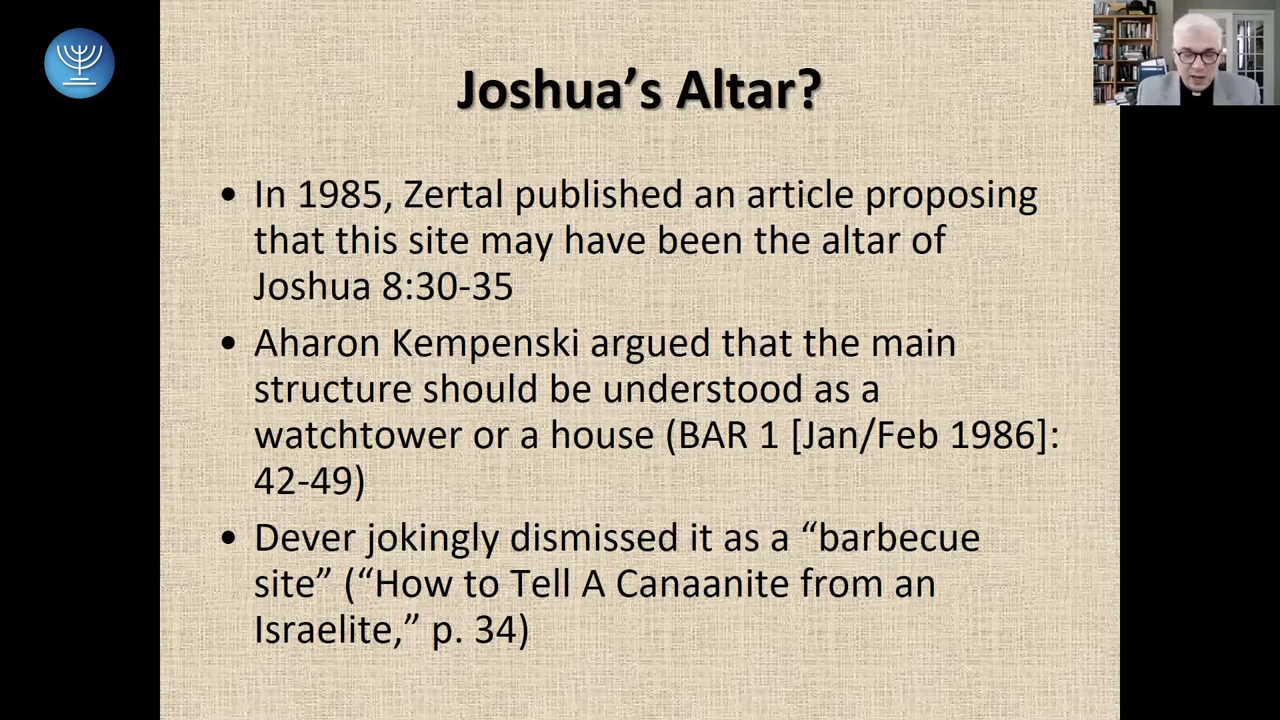 Joshua’s Altar?
• In 1985, Zertal published an article proposing
that this site may have been the altar of
Joshua 8:30-35
• Aharon Kempenski argued that the main
structure should be understood as a
watchtower or a house (BAR 1 [Jan/Feb 1986]:
42-49)
• Dever jokingly dismissed it as a “barbecue
site” (“How to Tell A Canaanite from an
Israelite,” p. 34)